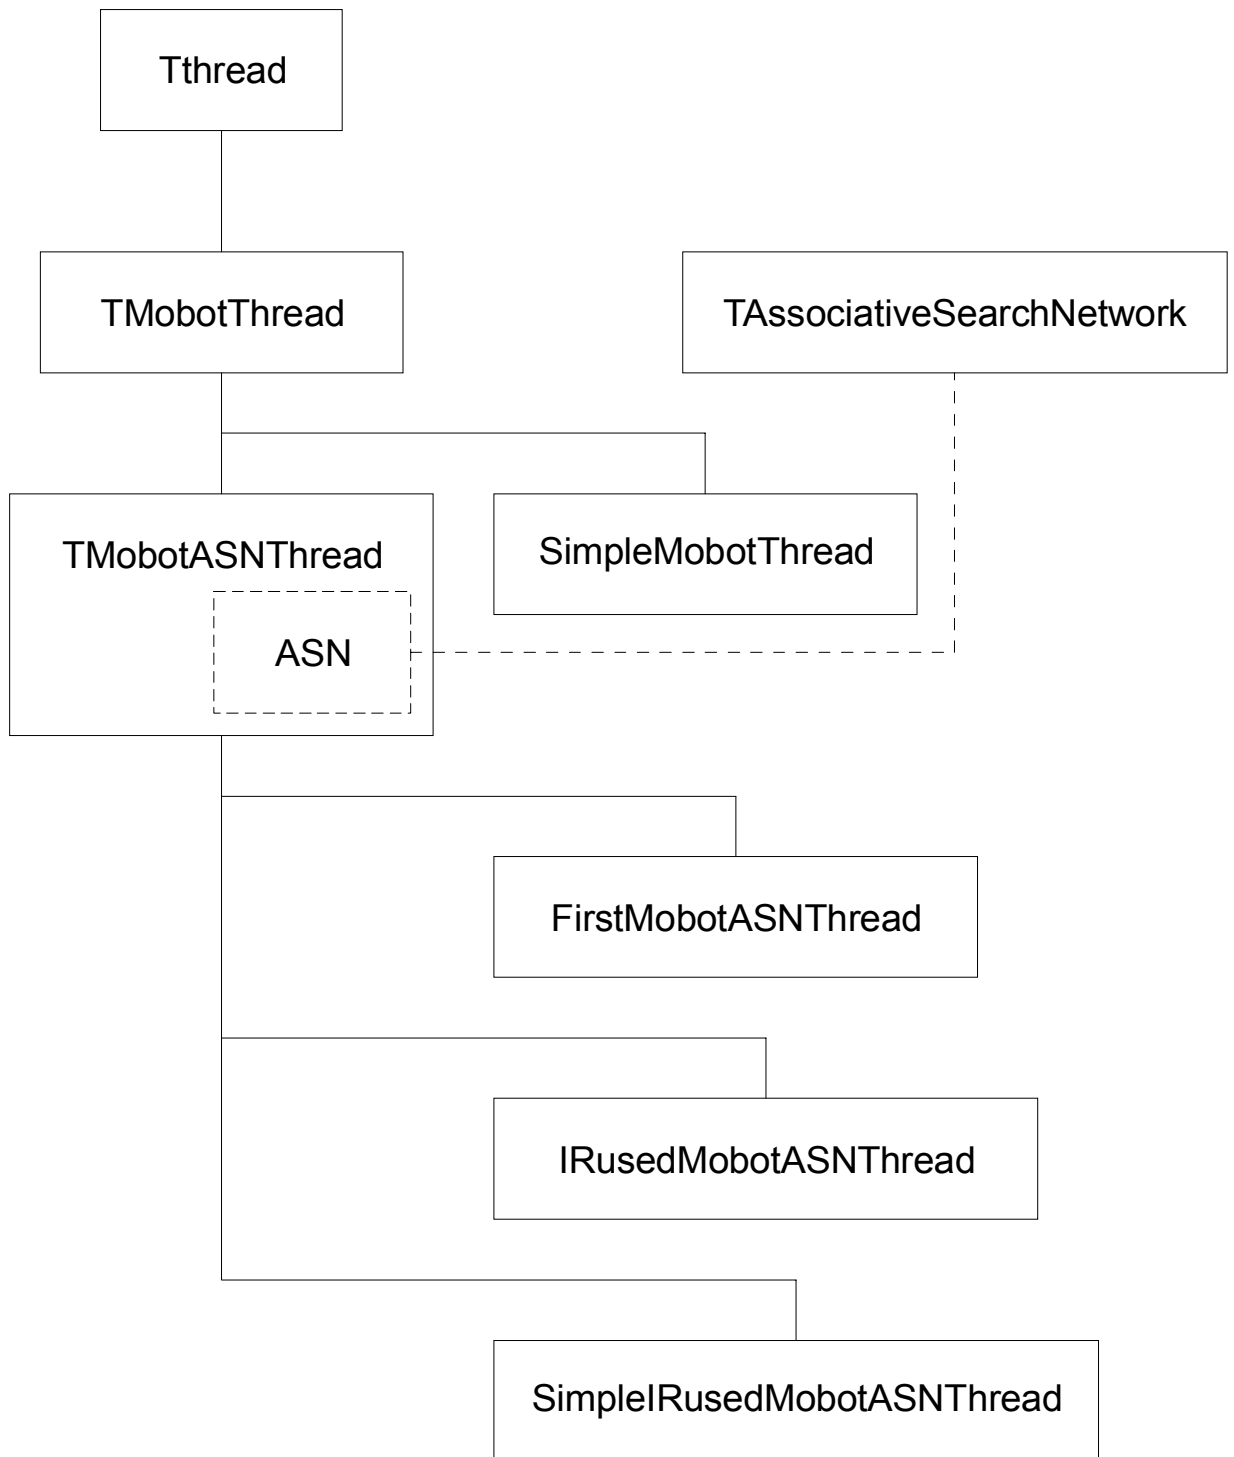 Tthread
TMobotThread
TAssociativeSearchNetwork
TMobotASNThread
SimpleMobotThread
ASN
FirstMobotASNThread
IRusedMobotASNThread
SimpleIRusedMobotASNThread